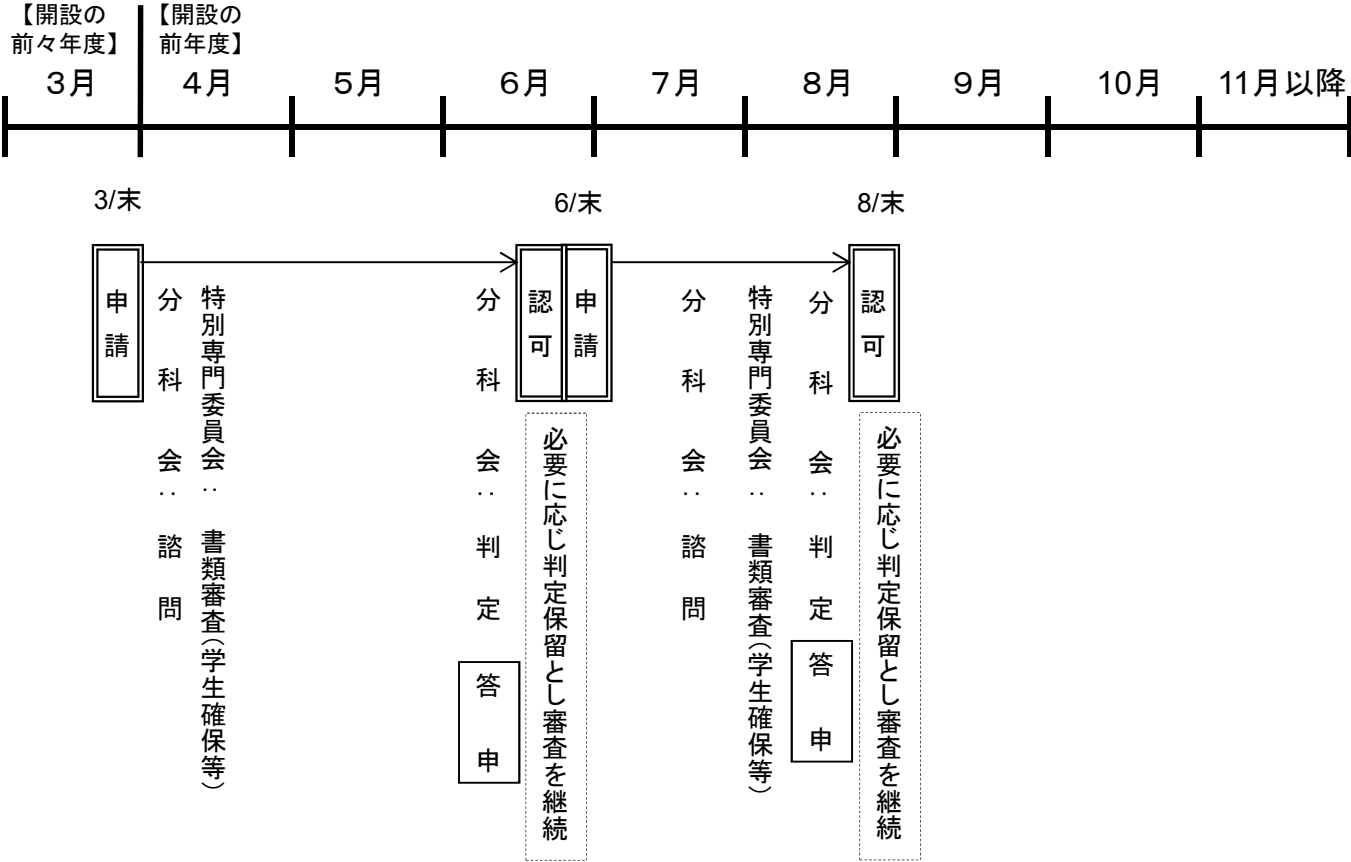 【開設の
前々年度】
【開設の
前年度】
３月
４月
５月
６月
７月
８月
９月
10月
11月以降
3/末
6/末
8/末
申請
分科会：諮問
特別専門委員会：書類審査（学生確保等）
分科会：判定
答申
認可
必要に応じ判定保留とし審査を継続
申請
分科会：諮問
特別専門委員会：書類審査（学生確保等）
分科会：判定
答申
認可
必要に応じ判定保留とし審査を継続